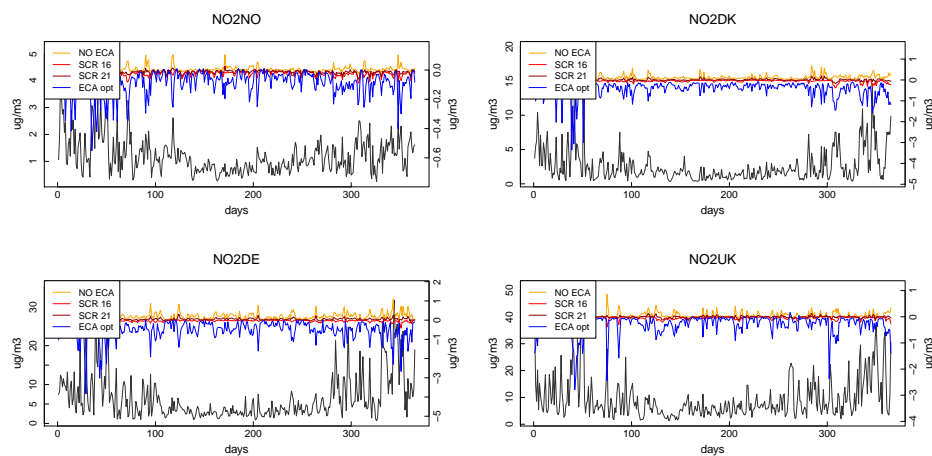 NO2NO
NO ECA
SCR 16
SCR 21
ECA opt
ug/m3
1
2
3
4
5
0.0
-0.2
-0.4
-0.6
ug/m3
0
100
200
300
days
NO2DK
NO ECA
SCR 16
SCR 21
ECA opt
ug/m3
0
5
10
15
20
1
0
-1
-2
-3
-4
-5
ug/m3
0
100
200
300
days
NO2DE
NO ECA
SCR 16
SCR 21
ECA opt
ug/m3
0
5
10
20
30
2
1
0
-1
-3
-5
ug/m3
0
100
200
300
days
NO2UK
NO ECA
SCR 16
SCR 21
ECA opt
ug/m3
0
10
20
30
40
50
1
0
-1
-2
-3
-4
ug/m3
0
100
200
300
days